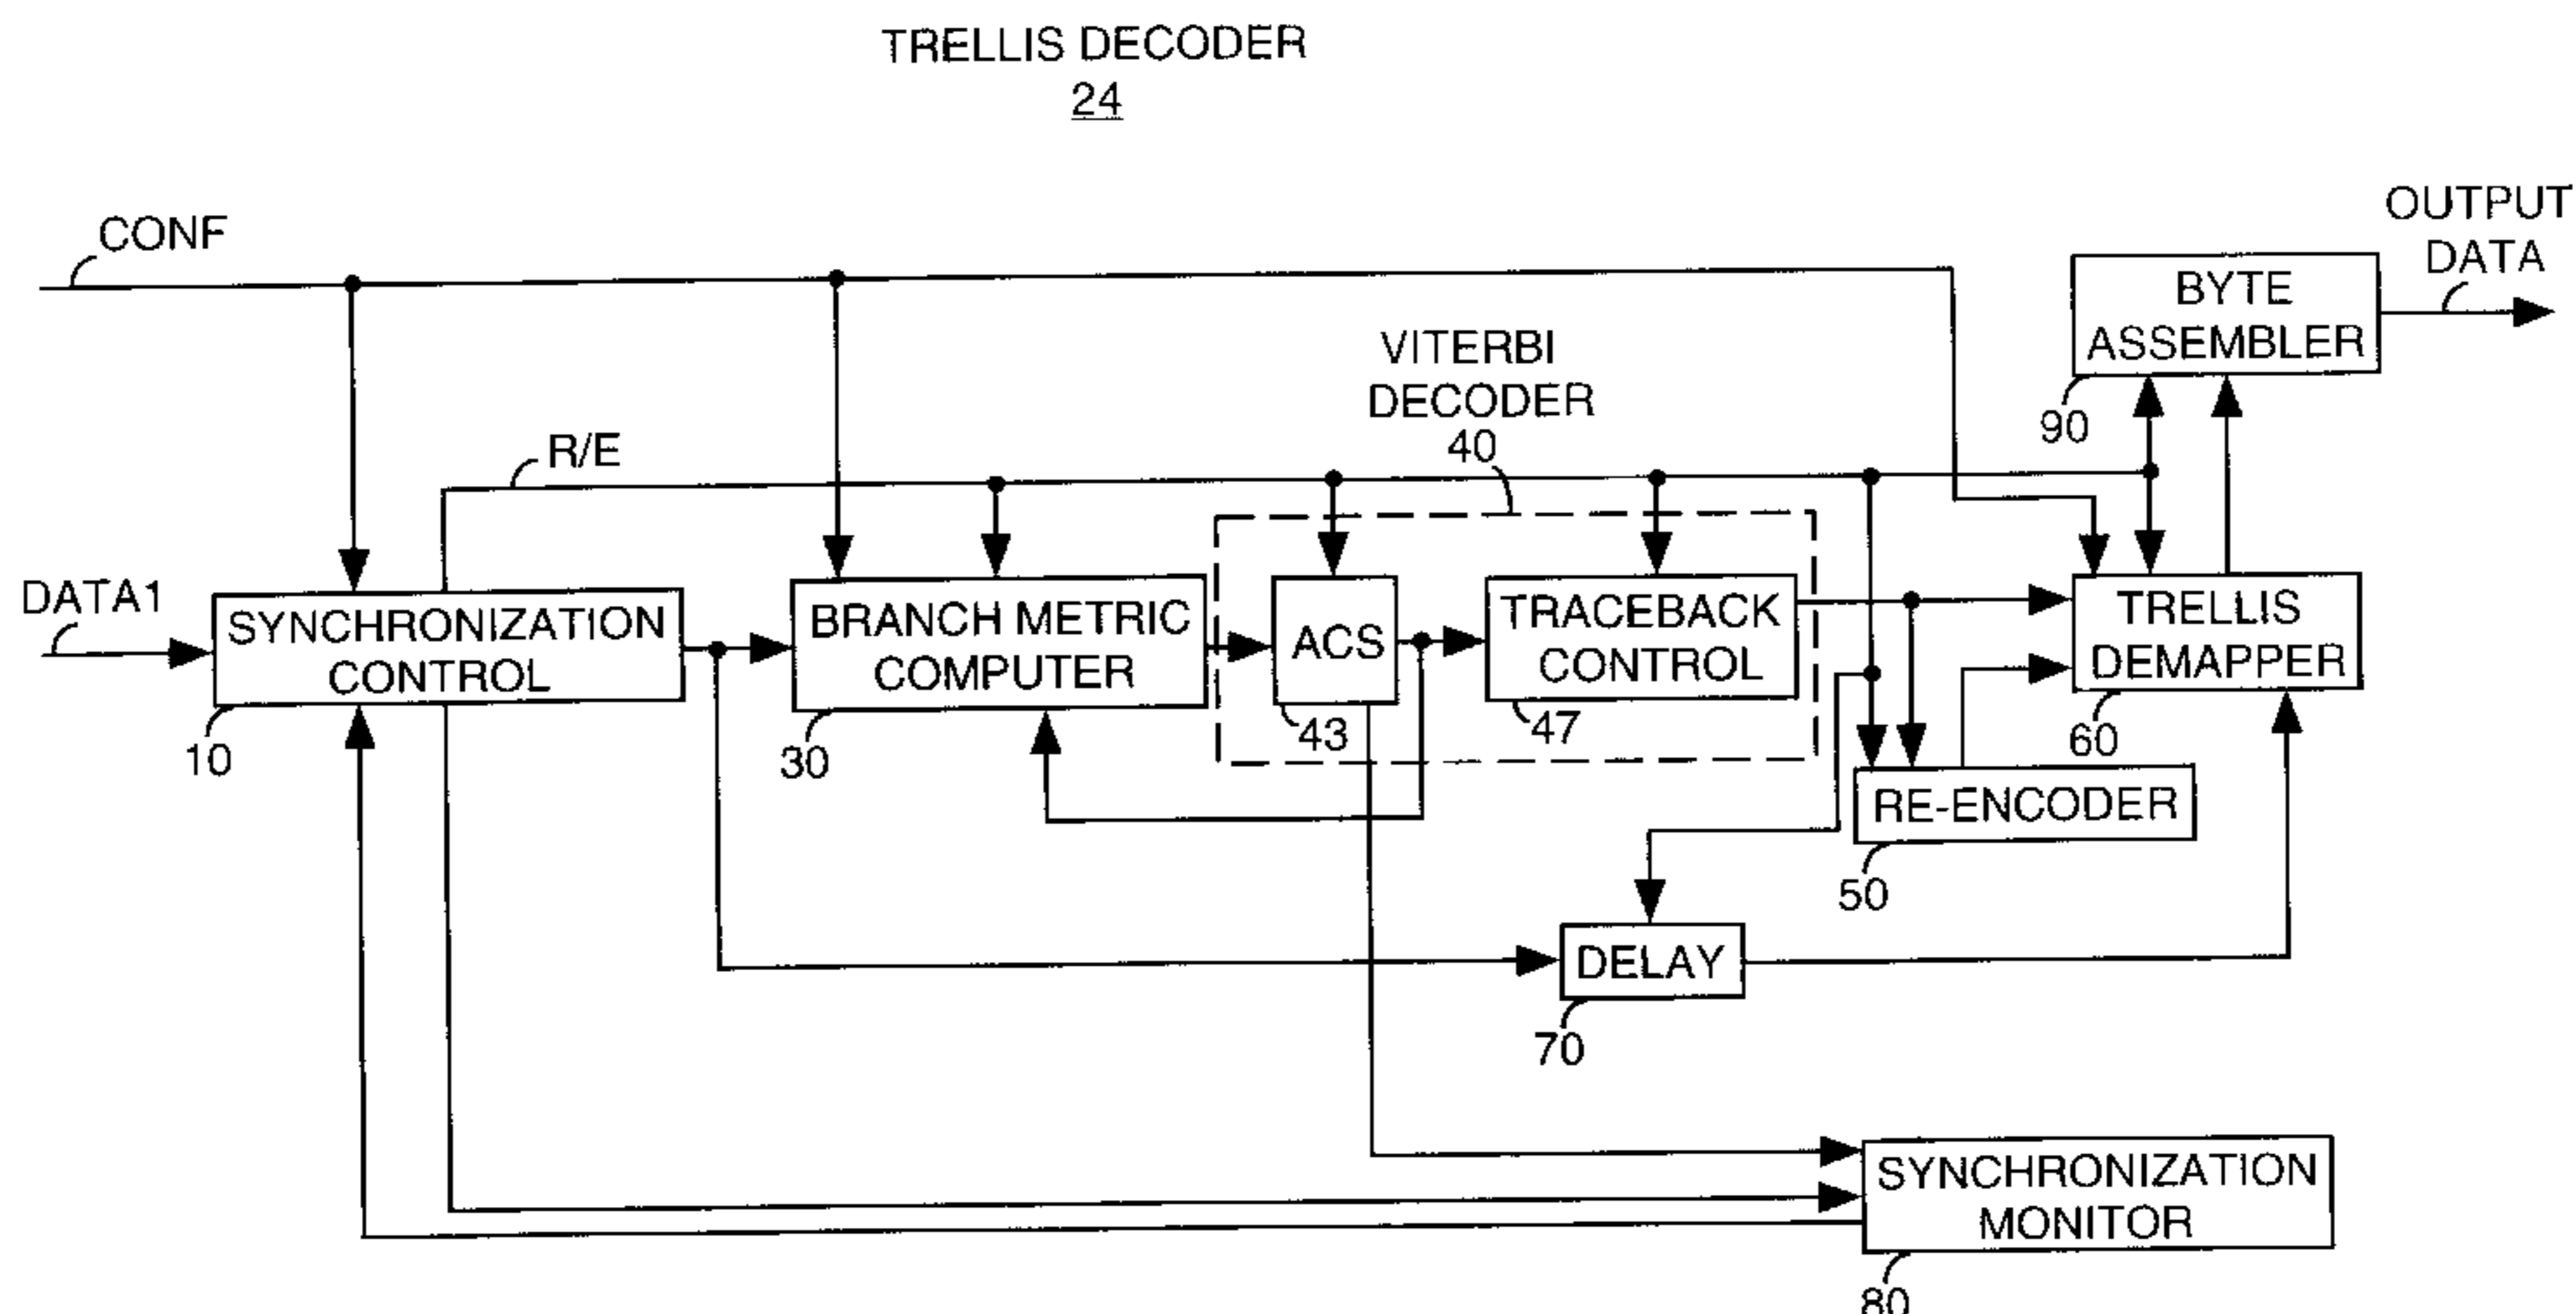 TRELLIS DECODER
24
CONF
OUTPUT
DATA
BYTE
ASSEMBLER
90
VITERBI
DECODER
40
R/E
DATA1
SYNCHRONIZATION
CONTROL
10
BRANCH METRIC
COMPUTER
30
ACS
43
TRACEBACK
CONTROL
47
TRELLIS
DEMAPPER
60
RE-ENCODER
50
DELAY
70
SYNCHRONIZATION
MONITOR
80